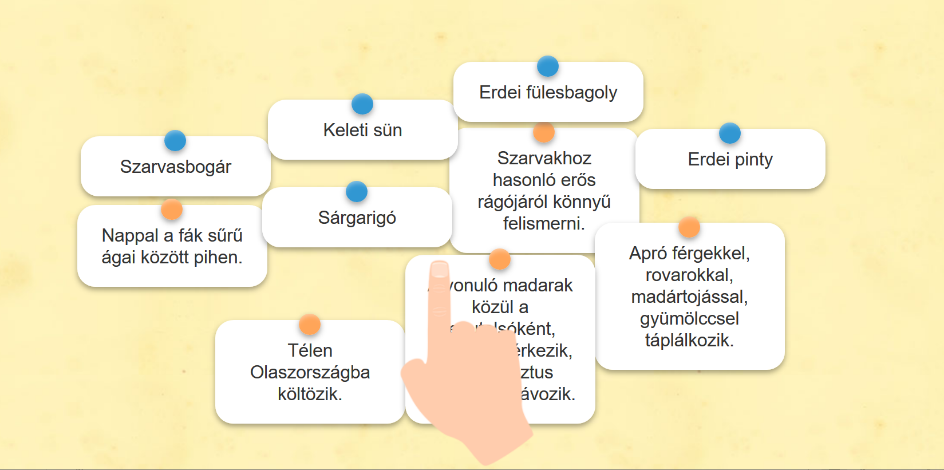 Erdei fülesbagoly
Keleti sün
Szarvasbogár
Erdei pinty
Szarvakhoz
hasonló erős
rágójáról könnyű
felismerni.
Sárgarigó
Nappal a fák sűrű
ágai között pihen.
Apró férgekkel,
rovarokkal,
madártojással,
gyümölccsel
táplálkozik.
vonuló madarak
közül a
Télen
Olaszországba
költözik.